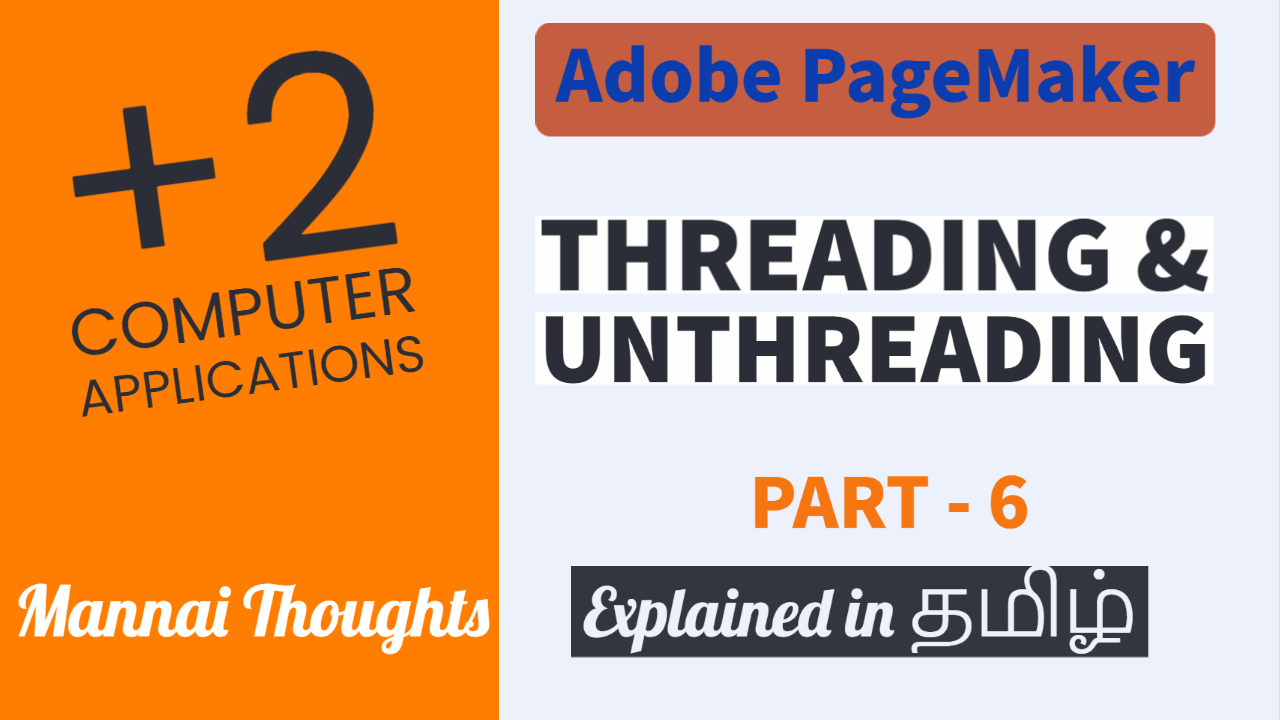 +2
COMPUTER
APPLICATIONS
Mannai Thoughts
Adobe PageMaker
THREADING &
UNTHREADING
PART - 6
Explained in தமிழ்